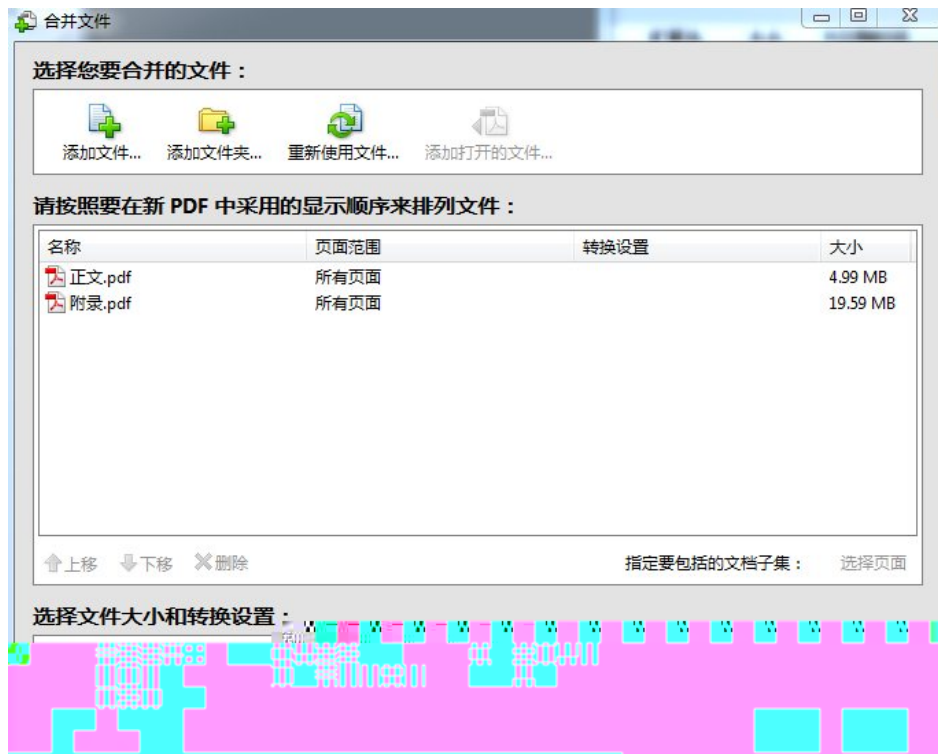 合并文件
选择您要合并的文件：
添加文件... 添加文件夹... 重新使用文件... 添加打开的文件...
请按照要在新 PDF 中采用的显示顺序来排列文件：
名称 页面范围 转换设置 大小
正文.pdf 所有页面 4.99 MB
附录.pdf 所有页面 19.59 MB
上移 下移 删除 指定要包括的文档子集： 选择页面
选择文件大小和转换设置：